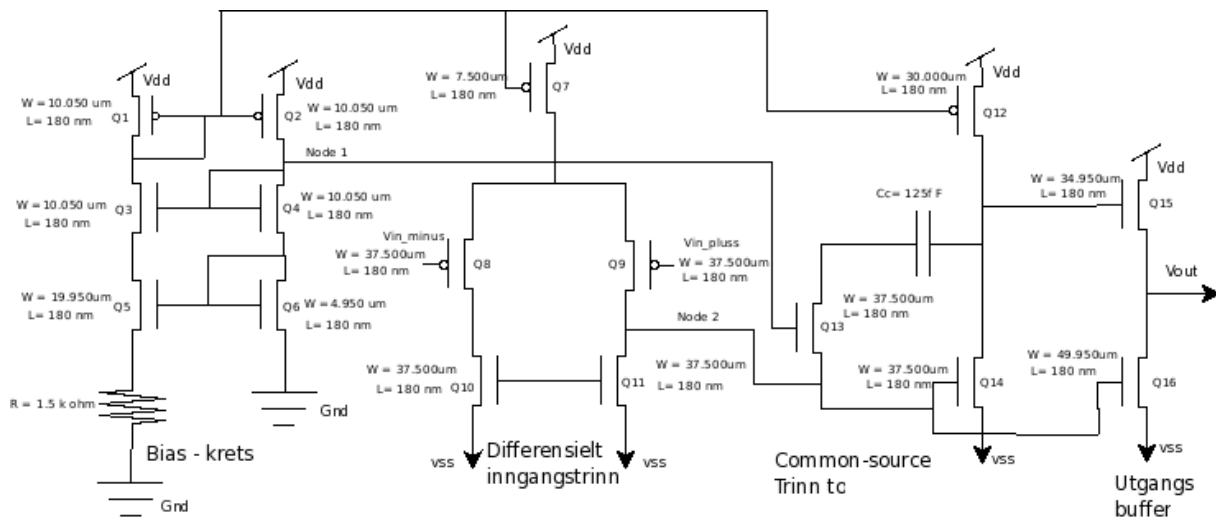 Vdd
W = 10.050 um
L= 180 nm
Q1
Vdd
Q2
W = 10.050 um
L= 180 nm
W = 7.500um
L= 180 nm
Vdd
Q7
W = 30.000um
L= 180 nm
Vdd
Q12
Node 1
W = 10.050um
L= 180 nm
Q3
Q4
W = 10.050 um
L= 180 nm
Vin_minus
W = 37.500um
L= 180 nm
Q8
Q9
Vin_pluss
W = 37.500um
L= 180 nm
Cc= 125f F
Vdd
W = 34.950um
L= 180 nm
Q15
W = 19.950um
L= 180 nm
Q5
Q6
W = 4.950 um
L= 180 nm
Node 2
W = 37.500um
L= 180 nm
Q13
Vout
W = 37.500um
L= 180 nm
Q10
W = 37.500um
L= 180 nm
Q11
W = 37.500um
L= 180 nm
Q14
W = 49.950um
L= 180 nm
Q16
R = 1.5 k ohm
Gnd
Gnd
Bias - krets
vss
Differensielt
inngangstrinn
vss
Common-source
Trinn to
vss
vss
Utgangs
buffer